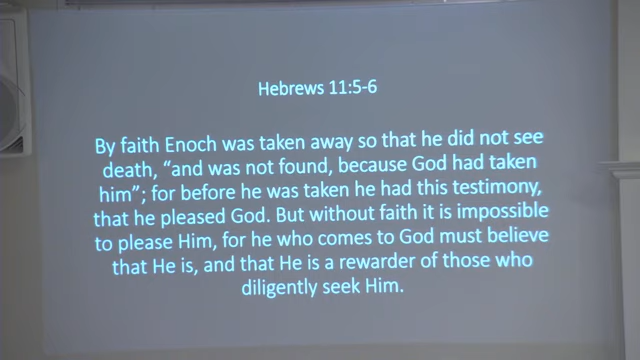 Hebrews 11:5-6
By faith Enoch was taken away so that he did not see
death, “and was not found, because God had taken
him”; for before he was taken he had this testimony,
that he pleased God. But without faith it is impossible
to please Him, for he who comes to God must believe
that He is, and that He is a rewarder of those who
diligently seek Him.